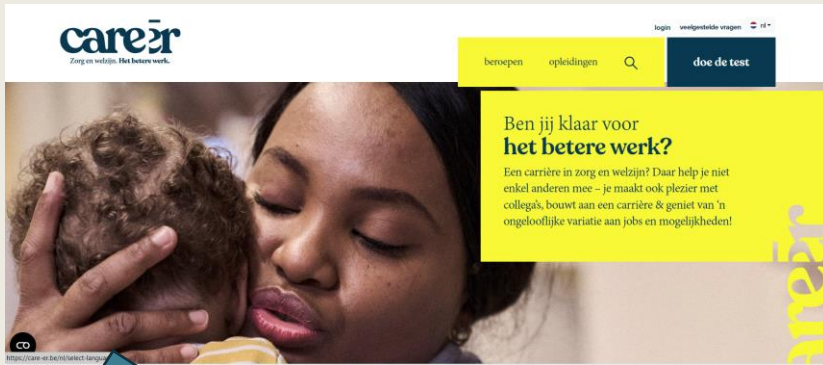 login veelgestelde vragen nl
careēr
Zorg en welzijn. Het betere werk.
beroepen opleidingen
doe de test
Ben jij klaar voor
het betere werk?
Een carrière in zorg en welzijn? Daar help je niet
enkel anderen mee – je maakt ook plezier met
collega's, bouwt aan een carrière & geniet van 'n
ongelooflijke variatie aan jobs en mogelijkheden!
https://care-er.be/nl/select-langua